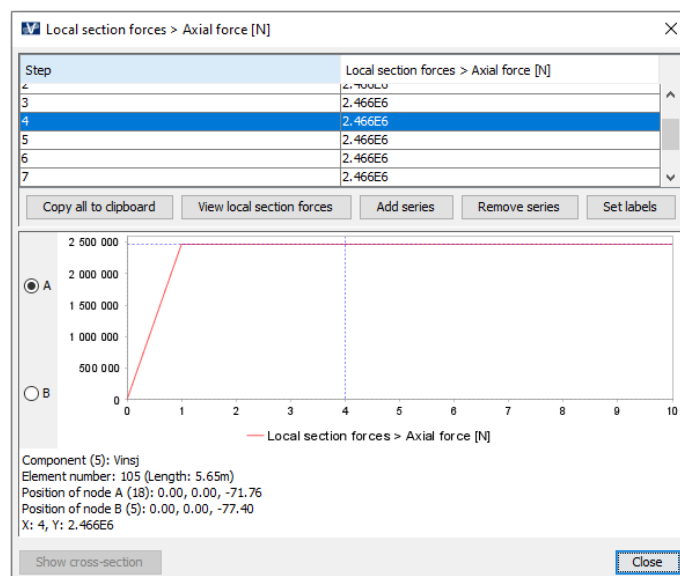 Local section forces > Axial force [N]
Step Local section forces > Axial force [N]
2 2.466E6
3 2.466E6
4 2.466E6
5 2.466E6
6 2.466E6
7 2.466E6
Copy all to clipboard View local section forces Add series Remove series Set labels
2 500 000
A
2 000 000
1 500 000
1 000 000
500 000
B
0
0 1 2 3 4 5 6 7 8 9 10
Local section forces > Axial force [N]
Component (5): Vinsj
Element number: 105 (Length: 5.65m)
Position of node A (18): 0.00, 0.00, -71.76
Position of node B (5): 0.00, 0.00, -77.40
X: 4, Y: 2.466E6
Show cross-section Close